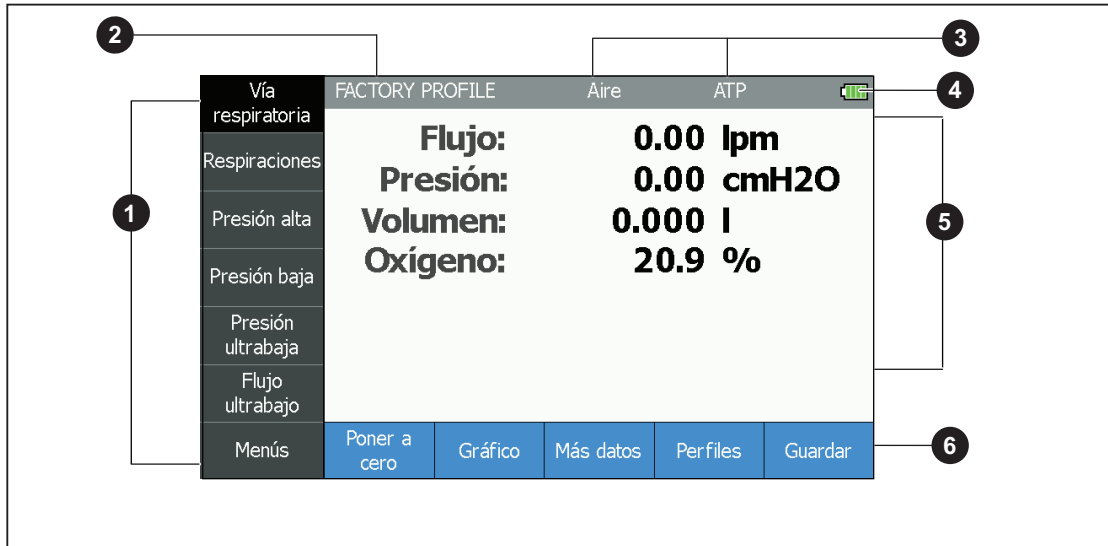 2
3
Vía
respiratoria
FACTORY PROFILE Aire ATP
4
Respiraciones
Presión alta
Presión baja
Presión
ultrabaja
Flujo
ultrabajo
Menús
1
Flujo: 0.00 lpm
Presión: 0.00 cmH2O
Volumen: 0.000 l
Oxígeno: 20.9 %
5
Poner a
cero
Gráfico
Más datos
Perfiles
Guardar
6